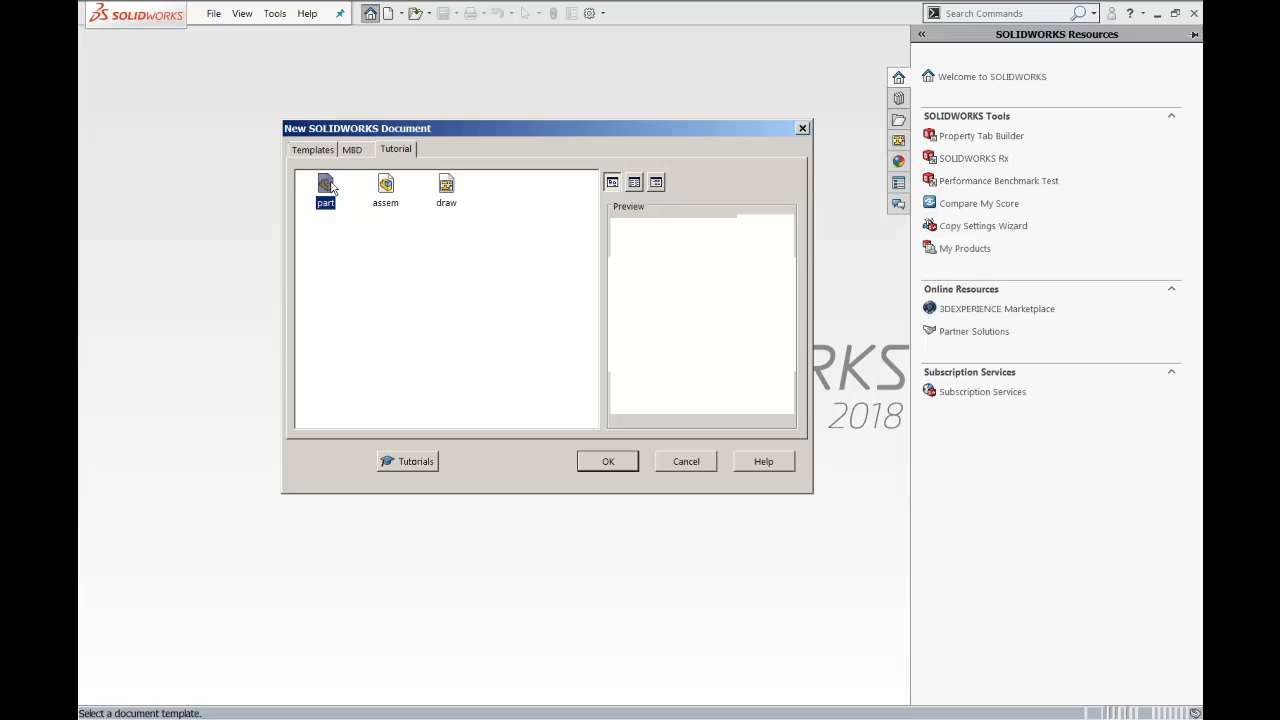 SOLIDWORKS
File
View
Tools
Help
Search Commands
?
SOLIDWORKS Resources
Welcome to SOLIDWORKS
SOLIDWORKS Tools
Property Tab Builder
SOLIDWORKS Rx
Performance Benchmark Test
Compare My Score
Copy Settings Wizard
My Products
Online Resources
3DEXPERIENCE Marketplace
Partner Solutions
Subscription Services
Subscription Services
New SOLIDWORKS Document
Templates
MBD
Tutorial
part
assem
draw
Preview
Tutorials
OK
Cancel
Help
RKS
2018
Select a document template.